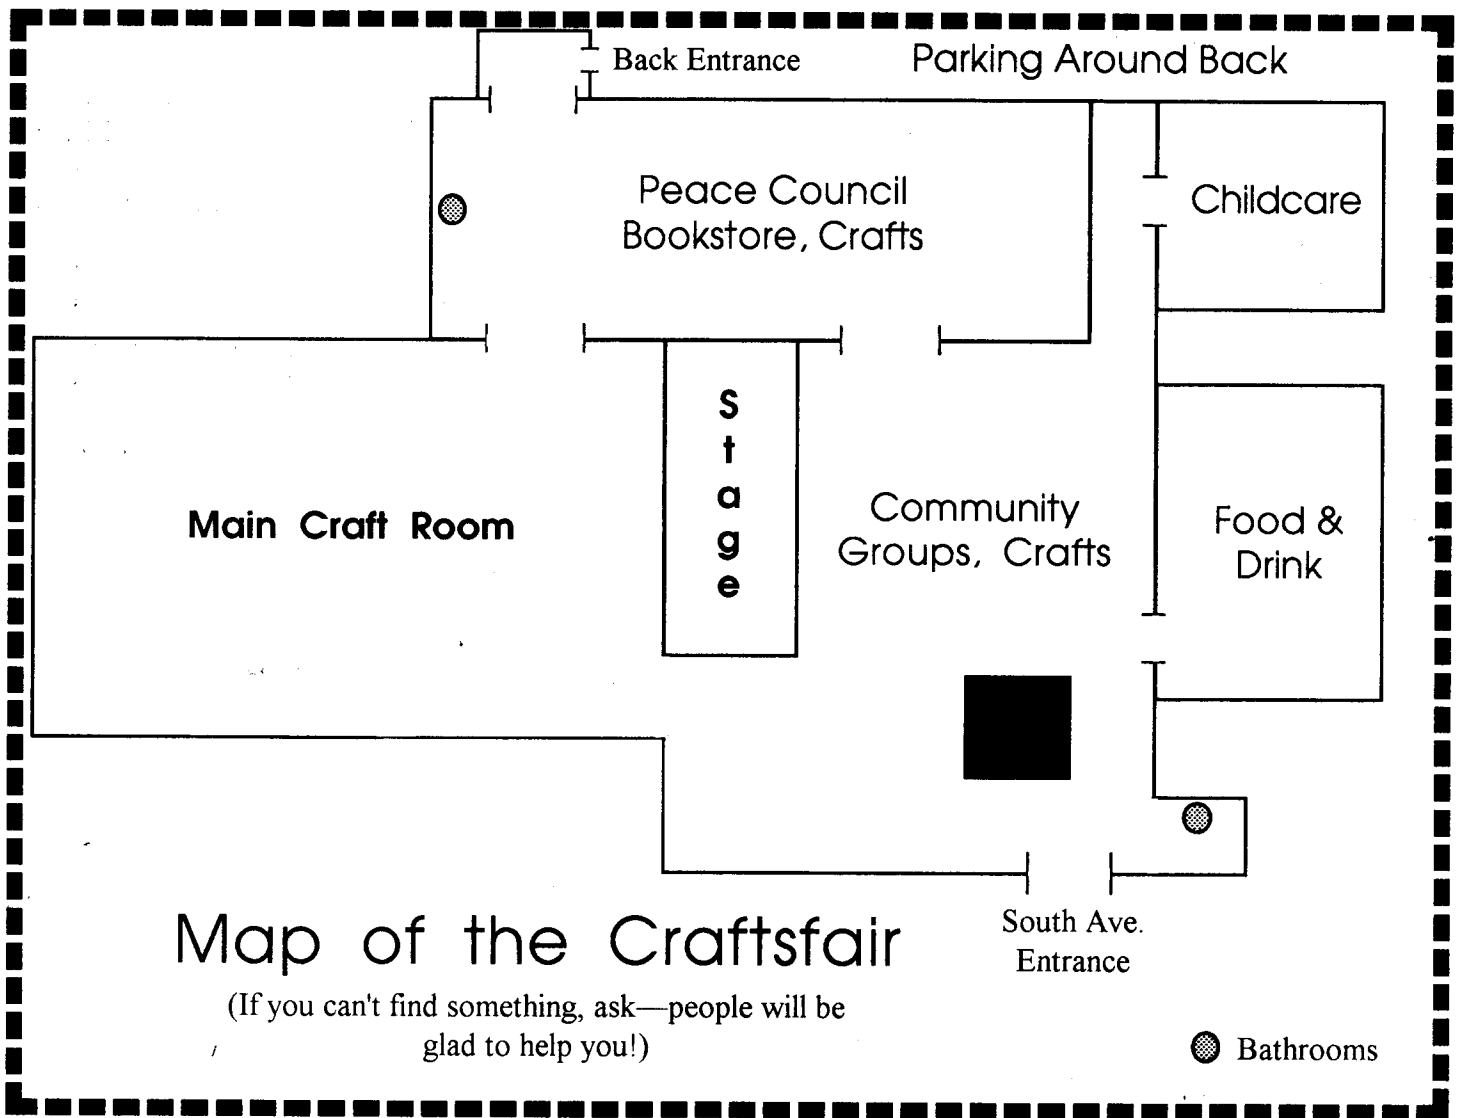 Back Entrance
Parking Around Back
Peace Council
Bookstore, Crafts
Childcare
Stage
Main Craft Room
Community
Groups, Crafts
Food &
Drink
South Ave.
Entrance
Map of the Craftsfair
(If you can't find something, ask—people will be
glad to help you!)
Bathrooms